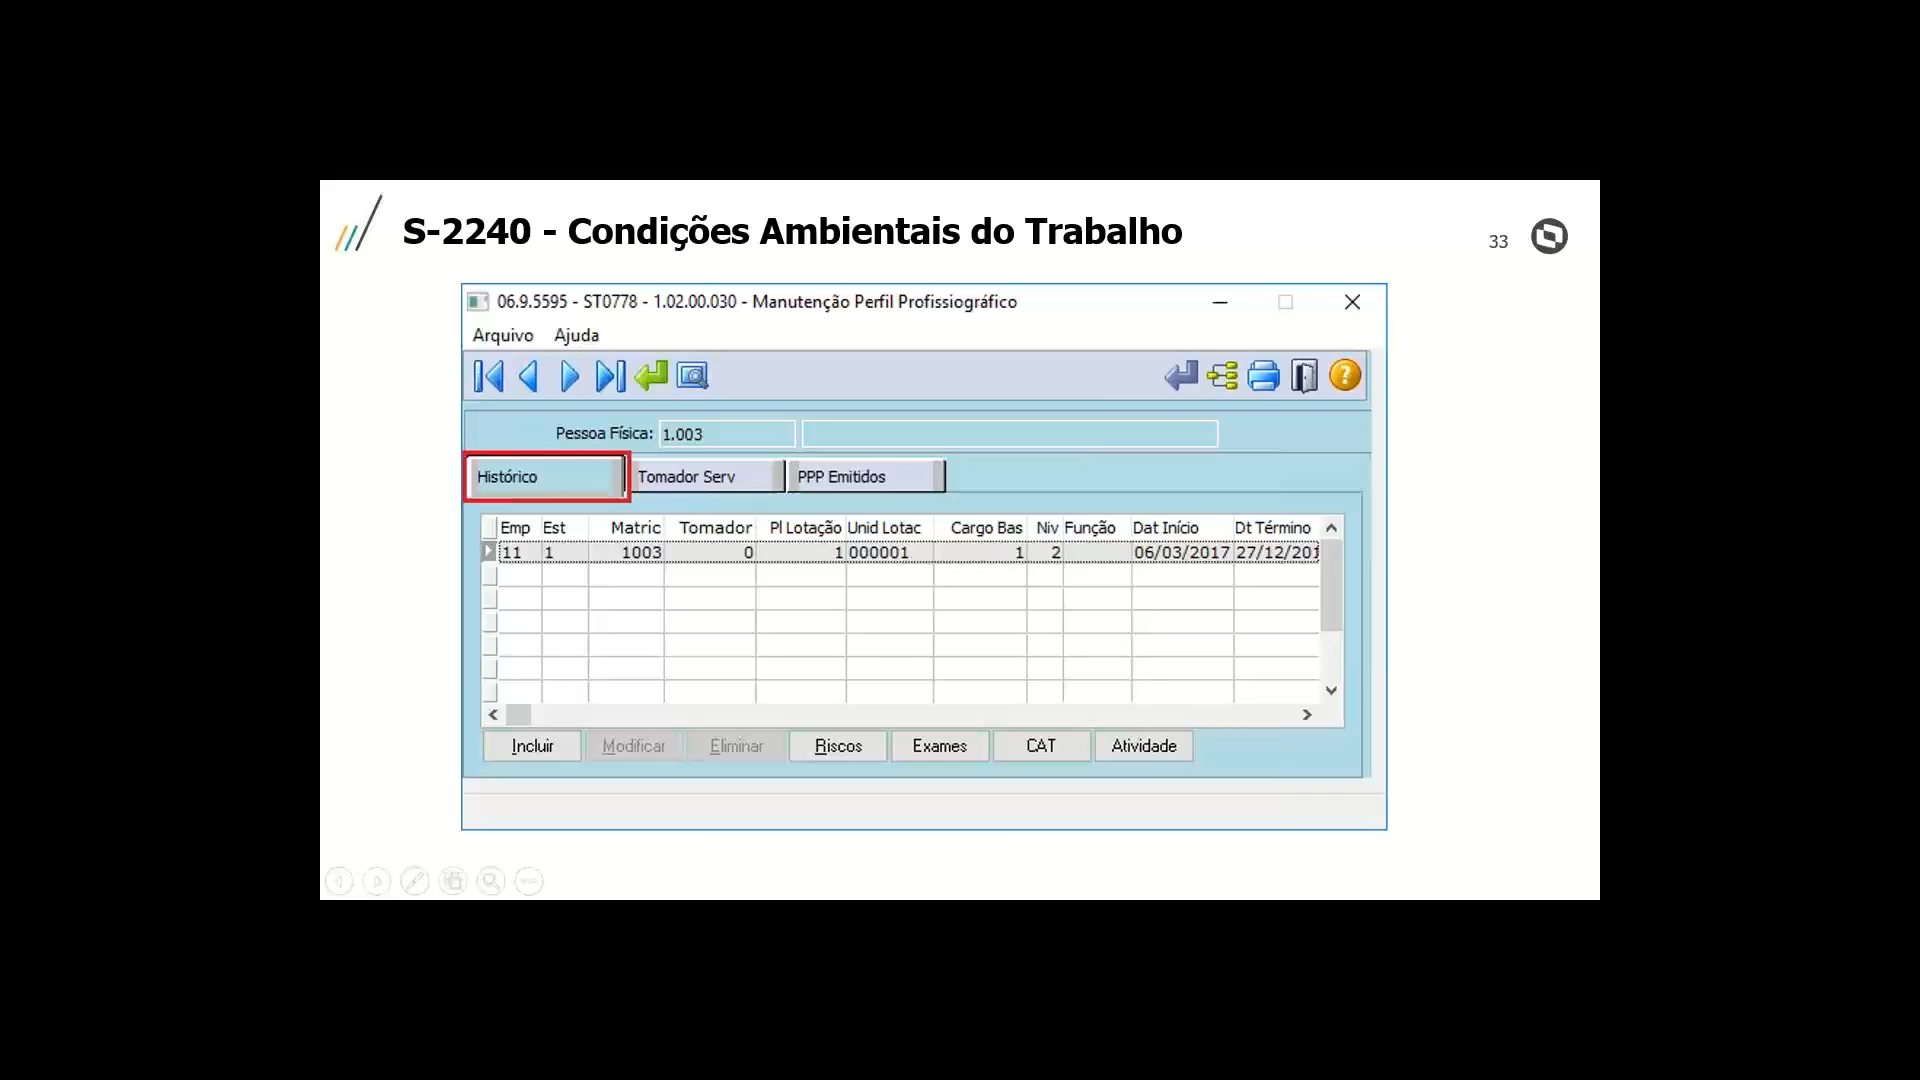 S-2240 - Condições Ambientais do Trabalho
33
06.9.5595 - ST0778 - 1.02.00.030 - Manutenção Perfil Profissiográfico
Arquivo Ajuda
Pessoa Física: 1.003
Histórico Tomador Serv PPP Emitidos
Emp Est Matric Tomador Pl Lotação Unid Lotac Cargo Bas Niv Função Dat Início Dt Término
11 1 1003 0 1 000001 1 2 06/03/2017 27/12/201
Incluir Modificar Eliminar Riscos Exames CAT Atividade